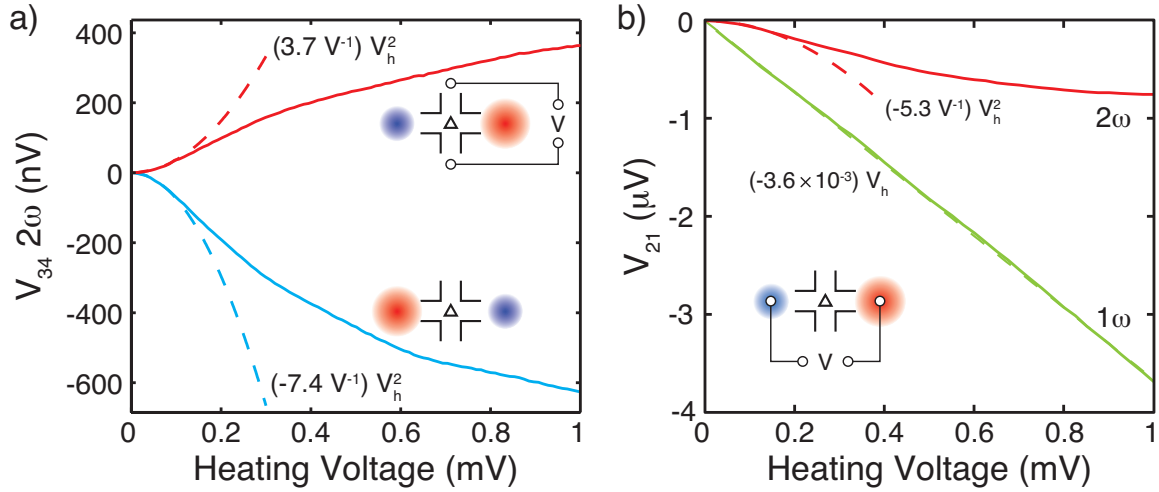 a)
400
200
0
-200
-400
-600
V₃₄ 2ω (nV)
(3.7 V⁻¹) Vₕ²
V
(-7.4 V⁻¹) Vₕ²
0
0.2
0.4
0.6
0.8
1
Heating Voltage (mV)
b)
0
-1
-2
-3
-4
V₂₁ (μV)
(-5.3 V⁻¹) Vₕ²
2ω
(-3.6 × 10⁻³) Vₕ
1ω
V
0
0.2
0.4
0.6
0.8
1
Heating Voltage (mV)